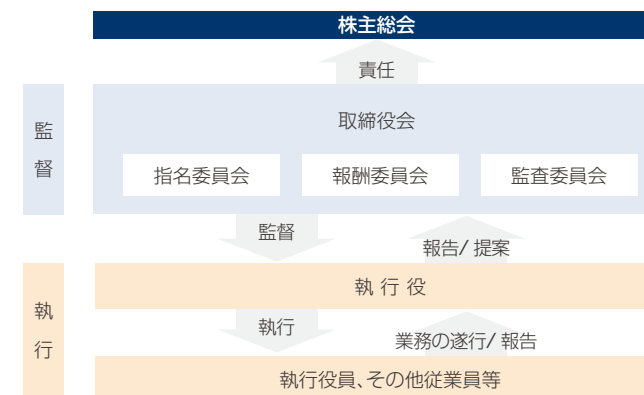 株主総会
責任
監督
取締役会
指名委員会
報酬委員会
監査委員会
監督
報告/提案
執行
執行役
執行
業務の遂行/報告
執行役員、その他従業員等